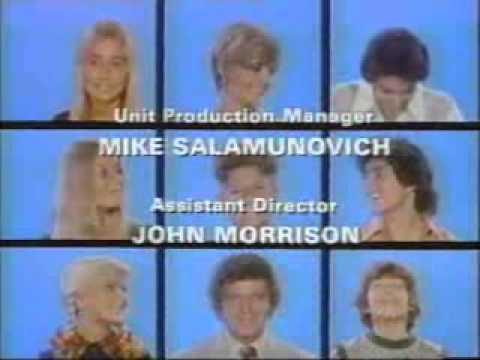 Unit Production Manager
MIKE SALAMUNOVICH
Assistant Director
JOHN MORRISON